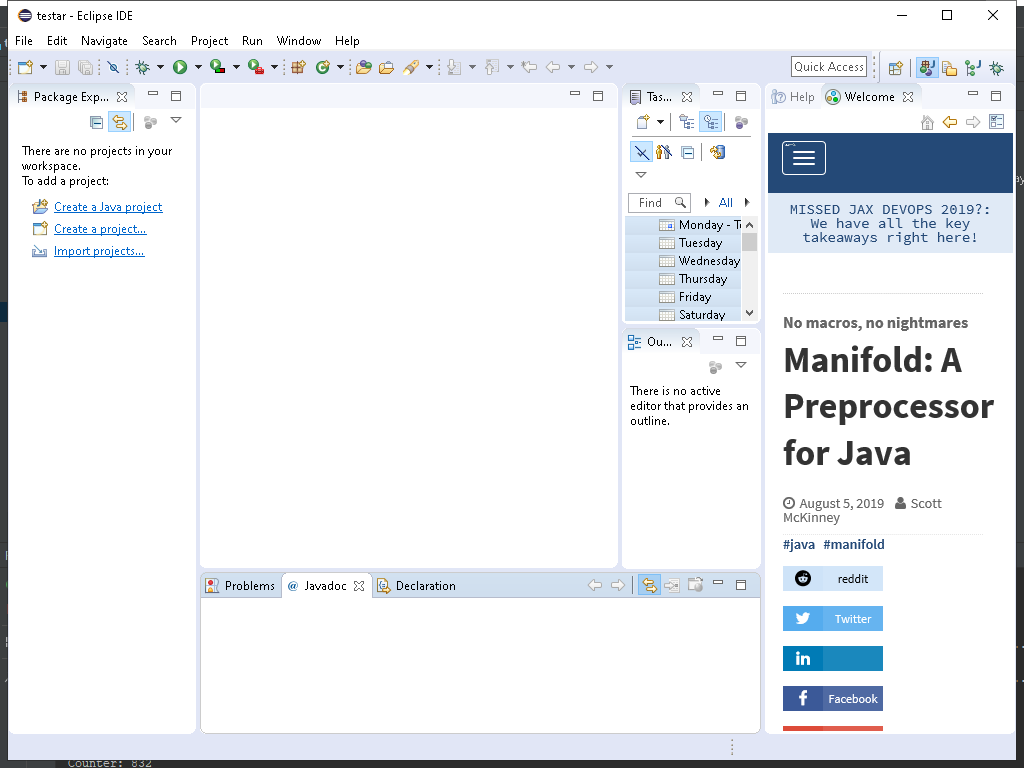 testar - Eclipse IDE
File Edit Navigate Search Project Run Window Help
Quick Access
Package Exp...
There are no projects in your
workspace.
To add a project:
Create a Java project
Create a project...
Import projects...
Tas...
Find All
Monday - T
Tuesday
Wednesday
Thursday
Friday
Saturday
Ou...
There is no active
editor that provides an
outline.
Problems @ Javadoc Declaration
Help Welcome
MISSED JAX DEVOPS 2019?:
We have all the key
takeaways right here!
No macros, no nightmares
Manifold: A
Preprocessor
for Java
August 5, 2019 Scott
McKinney
#java #manifold
reddit
Twitter
in
f Facebook
Counter: 832